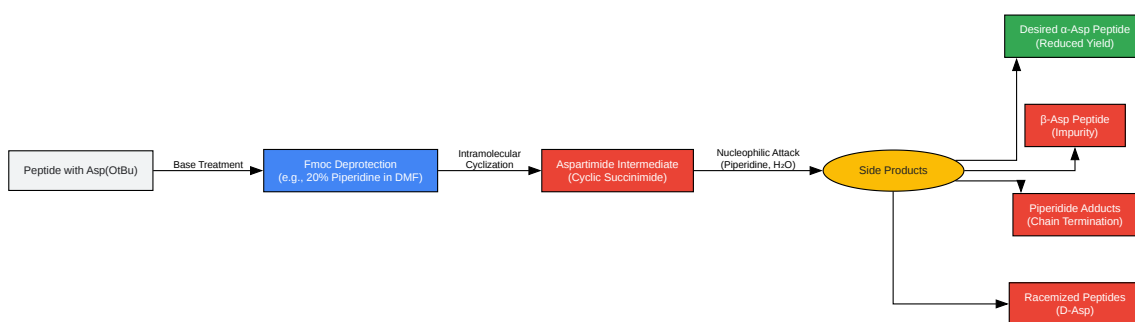 Desired α-Asp Peptide
(Reduced Yield)
β-Asp Peptide
(Impurity)
Peptide with Asp(OtBu)
Base Treatment
Fmoc Deprotection
(e.g., 20% Piperidine in DMF)
Intramolecular
Cyclization
Aspartimide Intermediate
(Cyclic Succinimide)
Nucleophilic Attack
(Piperidine, H₂O)
Side Products
Piperidide Adducts
(Chain Termination)
Racemized Peptides
(D-Asp)